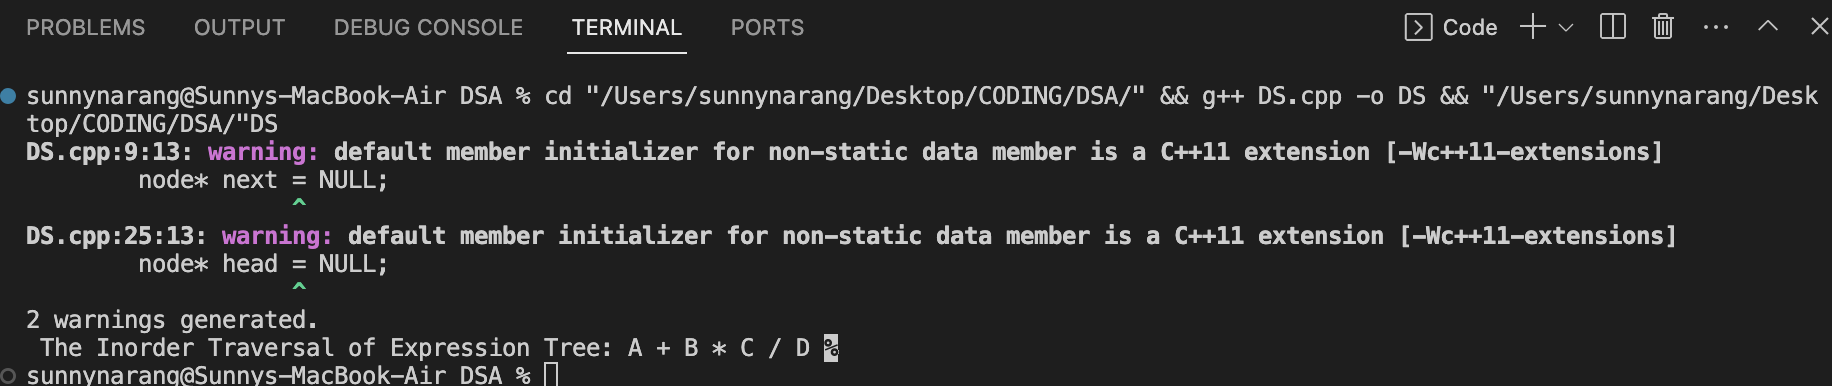 PROBLEMS OUTPUT DEBUG CONSOLE TERMINAL PORTS Code
sunnynarang@Sunnys-MacBook-Air DSA % cd "/Users/sunnynarang/Desktop/CODING/DSA/" && g++ DS.cpp -o DS && "/Users/sunnynarang/Desk
top/CODING/DSA/"DS
DS.cpp:9:13: warning: default member initializer for non-static data member is a C++11 extension [-Wc++11-extensions]
node* next = NULL;
^
DS.cpp:25:13: warning: default member initializer for non-static data member is a C++11 extension [-Wc++11-extensions]
node* head = NULL;
^
2 warnings generated.
The Inorder Traversal of Expression Tree: A + B * C / D %
sunnynarang@Sunnys-MacBook-Air DSA %